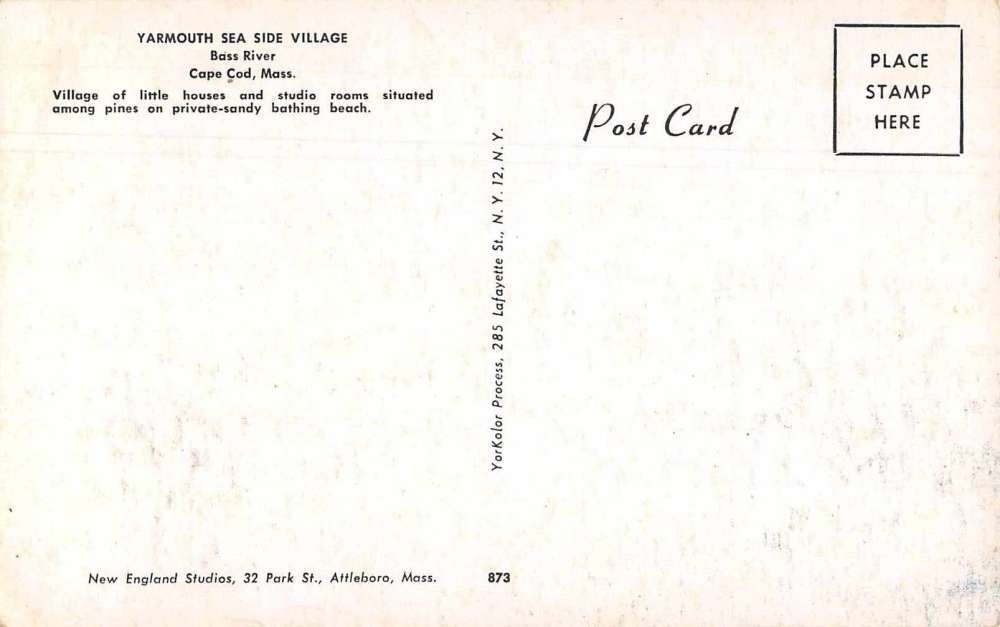 YARMOUTH SEA SIDE VILLAGE
Bass River
Cape Cod, Mass.
Village of little houses and studio rooms situated
among pines on private-sandy bathing beach.
Post Card
PLACE
STAMP
HERE
YorKolor Process, 285 Lafayette St., N. Y. 12, N. Y.
New England Studios, 32 Park St., Attleboro, Mass.
873